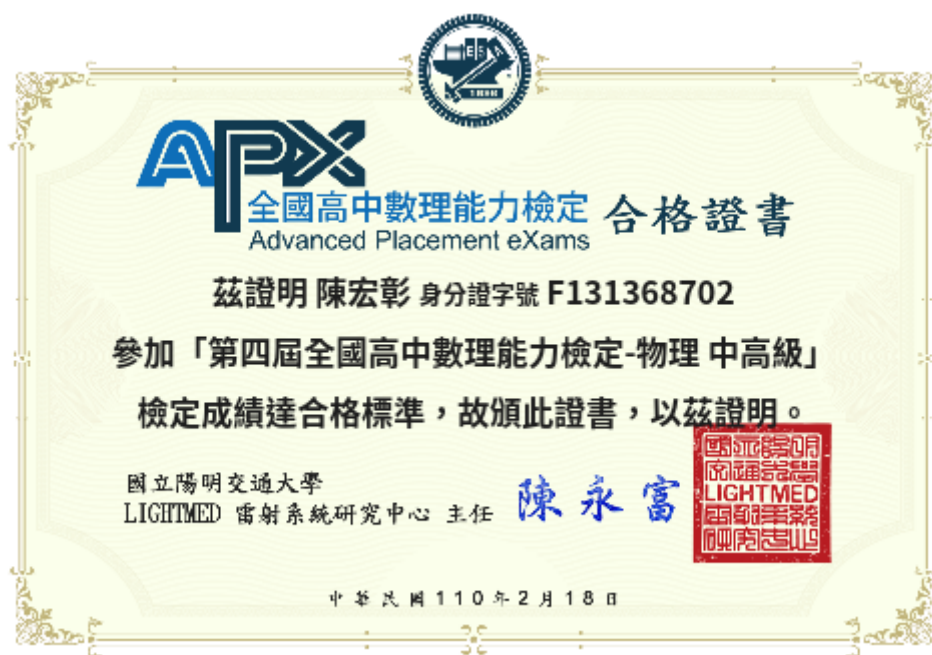 1896
APX
全國高中數理能力檢定 合格證書
Advanced Placement eXams
茲證明 陳宏彰 身分證字號 F131368702
參加「第四屆全國高中數理能力檢定-物理 中高級」
檢定成績達合格標準，故頒此證書，以茲證明。
國立陽明交通大學
LIGHTMED 雷射系統研究中心 主任 陳永富
LIGHTMED
中華民國110年2月18日